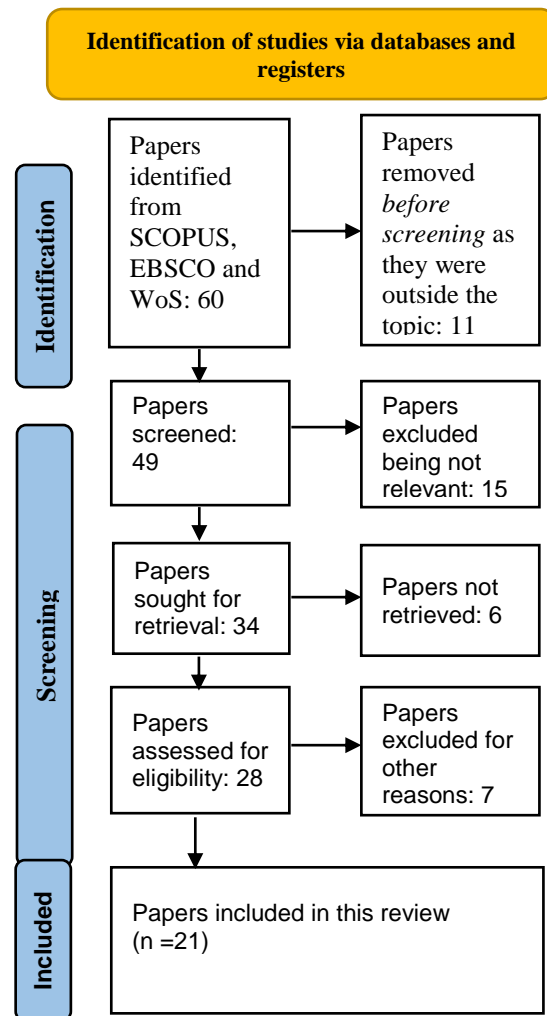 Identification of studies via databases and
registers
Identification
Papers
identified
from
SCOPUS,
EBSCO and
WoS: 60
Papers
removed
before
screening as
they were
outside the
topic: 11
Screening
Papers
screened:
49
Papers
excluded
being not
relevant: 15
Papers
sought for
retrieval: 34
Papers not
retrieved: 6
Papers
assessed for
eligibility: 28
Papers
excluded for
other
reasons: 7
Included
Papers included in this review
(n =21)